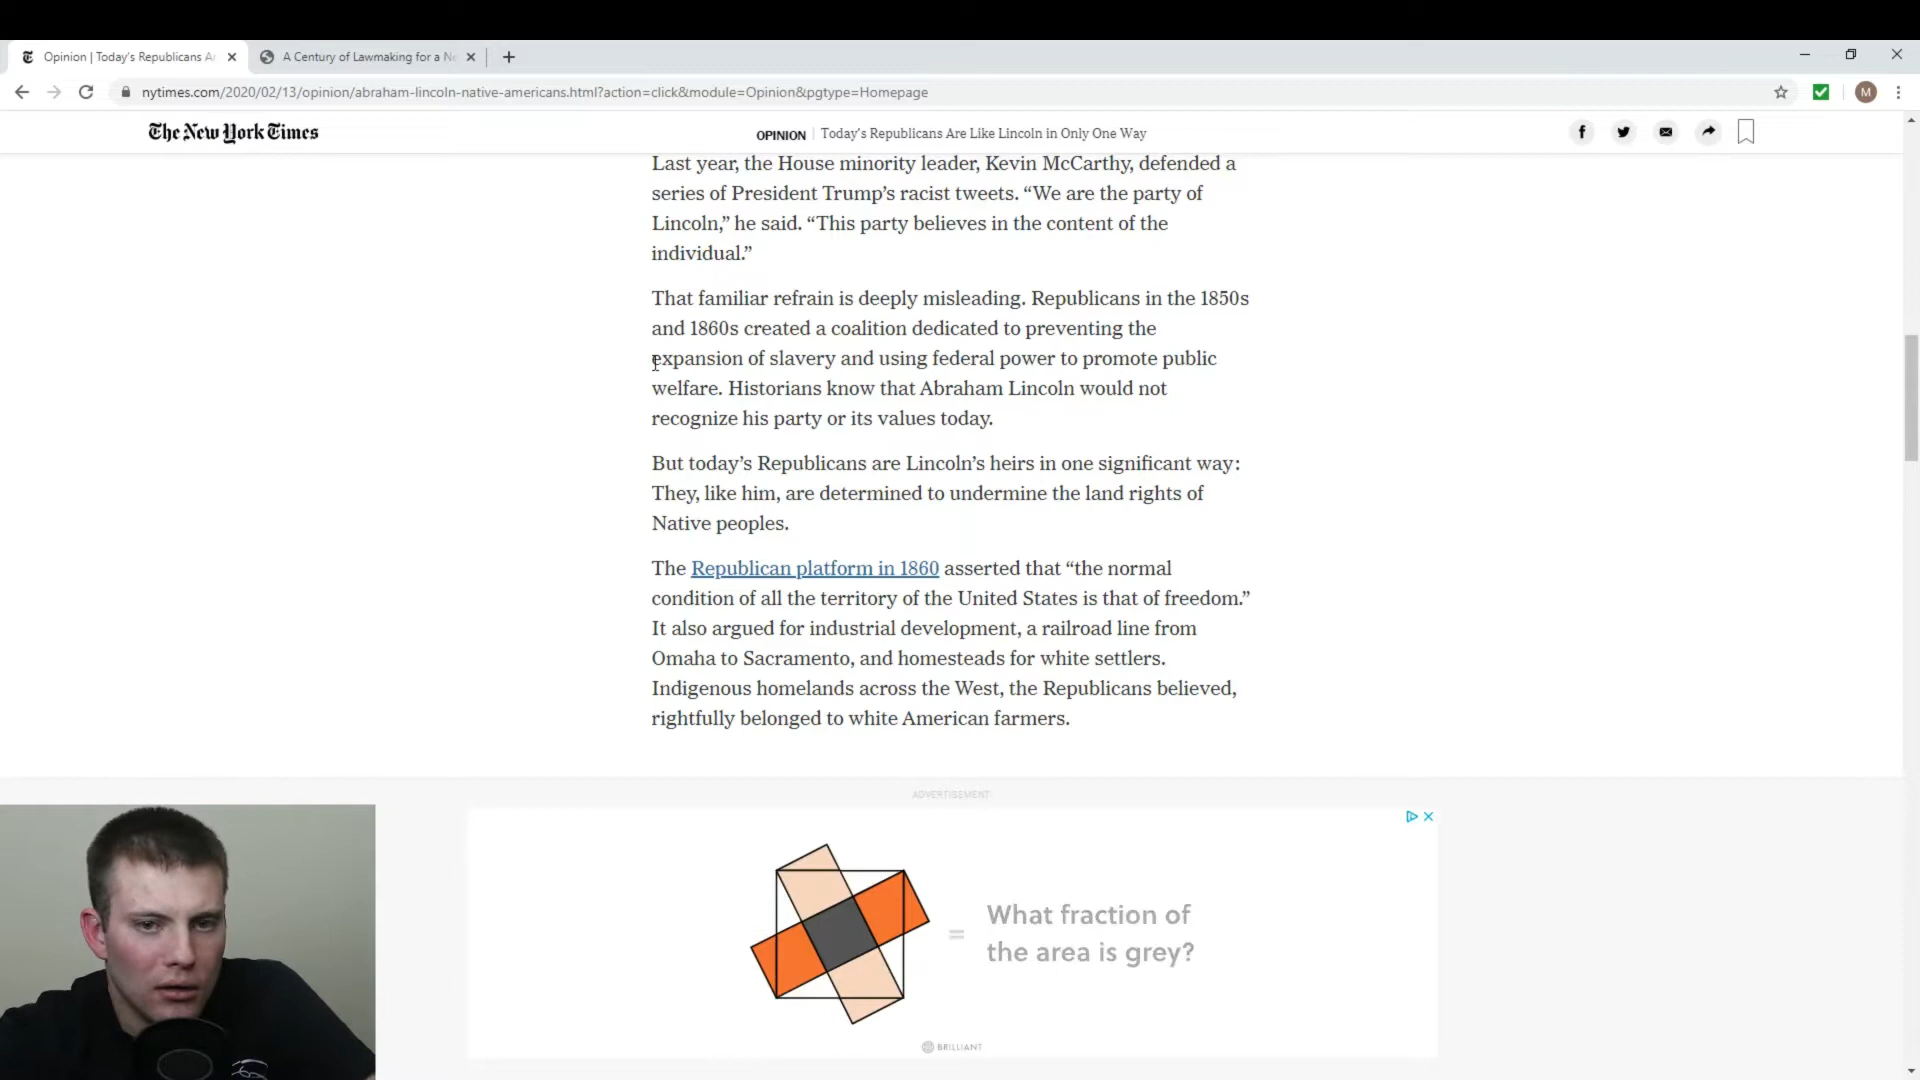 Opinion | Today's Republicans Ar
A Century of Lawmaking for a Ne
nytimes.com/2020/02/13/opinion/abraham-lincoln-native-americans.html?action=click&module=Opinion&pgtype=Homepage
M
The New York Times
OPINION | Today's Republicans Are Like Lincoln in Only One Way
Last year, the House minority leader, Kevin McCarthy, defended a
series of President Trump's racist tweets. “We are the party of
Lincoln,” he said. “This party believes in the content of the
individual.”
That familiar refrain is deeply misleading. Republicans in the 1850s
and 1860s created a coalition dedicated to preventing the
expansion of slavery and using federal power to promote public
welfare. Historians know that Abraham Lincoln would not
recognize his party or its values today.
But today's Republicans are Lincoln's heirs in one significant way:
They, like him, are determined to undermine the land rights of
Native peoples.
The Republican platform in 1860 asserted that “the normal
condition of all the territory of the United States is that of freedom.”
It also argued for industrial development, a railroad line from
Omaha to Sacramento, and homesteads for white settlers.
Indigenous homelands across the West, the Republicans believed,
rightfully belonged to white American farmers.
ADVERTISEMENT
= What fraction of
the area is grey?
BRILLIANT